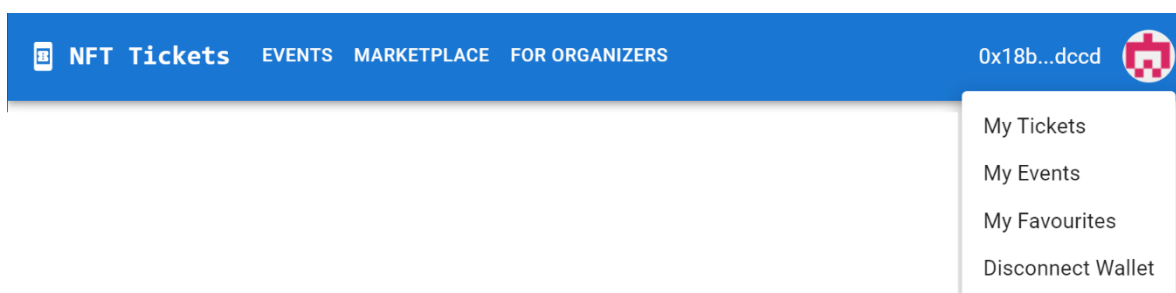 NFT Tickets EVENTS MARKETPLACE FOR ORGANIZERS 0x18b...dccd
My Tickets
My Events
My Favourites
Disconnect Wallet